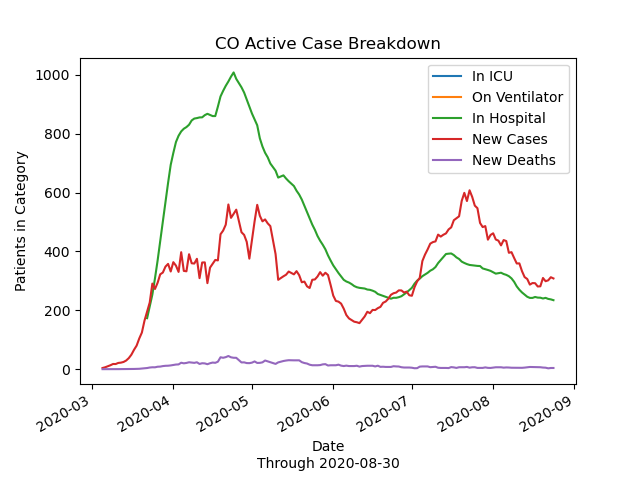 CO Active Case Breakdown
Patients in Category
1000
800
600
400
200
0
In ICU
On Ventilator
In Hospital
New Cases
New Deaths
2020-03
2020-04
2020-05
2020-06
2020-07
2020-08
2020-09
Date
Through 2020-08-30